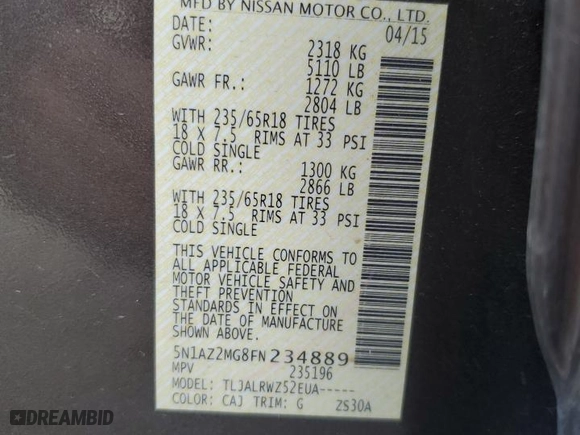 MFD BY NISSAN MOTOR CO., LTD.
DATE: 04/15
GVWR: 2318 KG
5110 LB
GAWR FR.: 1272 KG
2804 LB
WITH 235/65R18 TIRES
18 X 7.5 RIMS AT 33 PSI
COLD SINGLE
GAWR RR.: 1300 KG
2866 LB
WITH 235/65R18 TIRES
18 X 7.5 RIMS AT 33 PSI
COLD SINGLE
THIS VEHICLE CONFORMS TO
ALL APPLICABLE FEDERAL
MOTOR VEHICLE SAFETY AND
THEFT PREVENTION
STANDARDS IN EFFECT ON
THE DATE OF MANUFACTURE
SHOWN ABOVE.
5N1AZ2MG8FN234889
MPV 235196
MODEL: TLJALRWZ52EUA-----
COLOR: CAJ TRIM: G ZS30A
DREAMBID